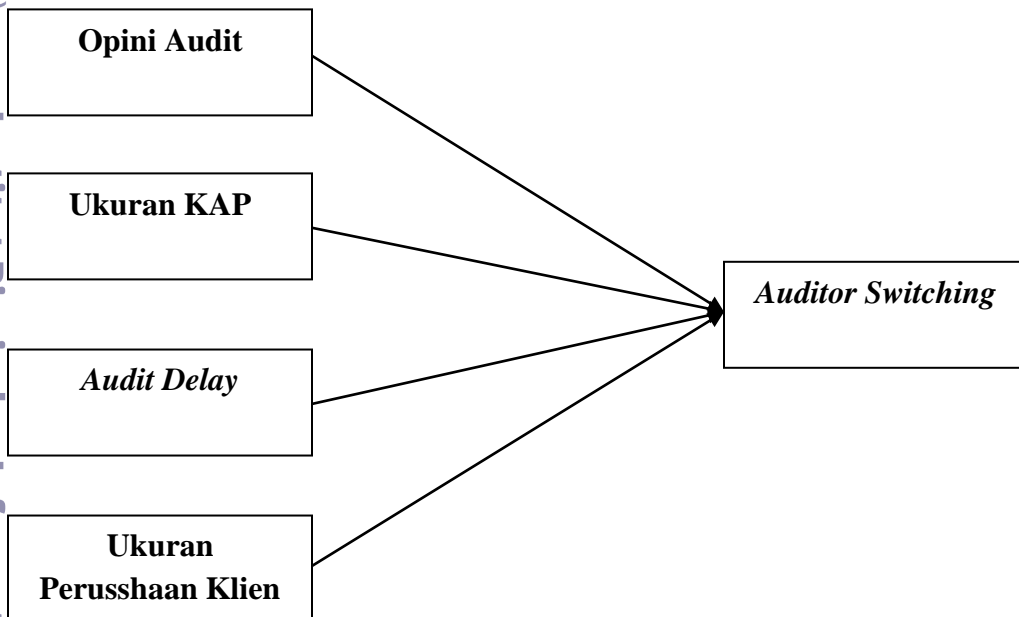 Opini Audit
Ukuran KAP
Auditor Switching
Audit Delay
Ukuran
Perusshaan Klien